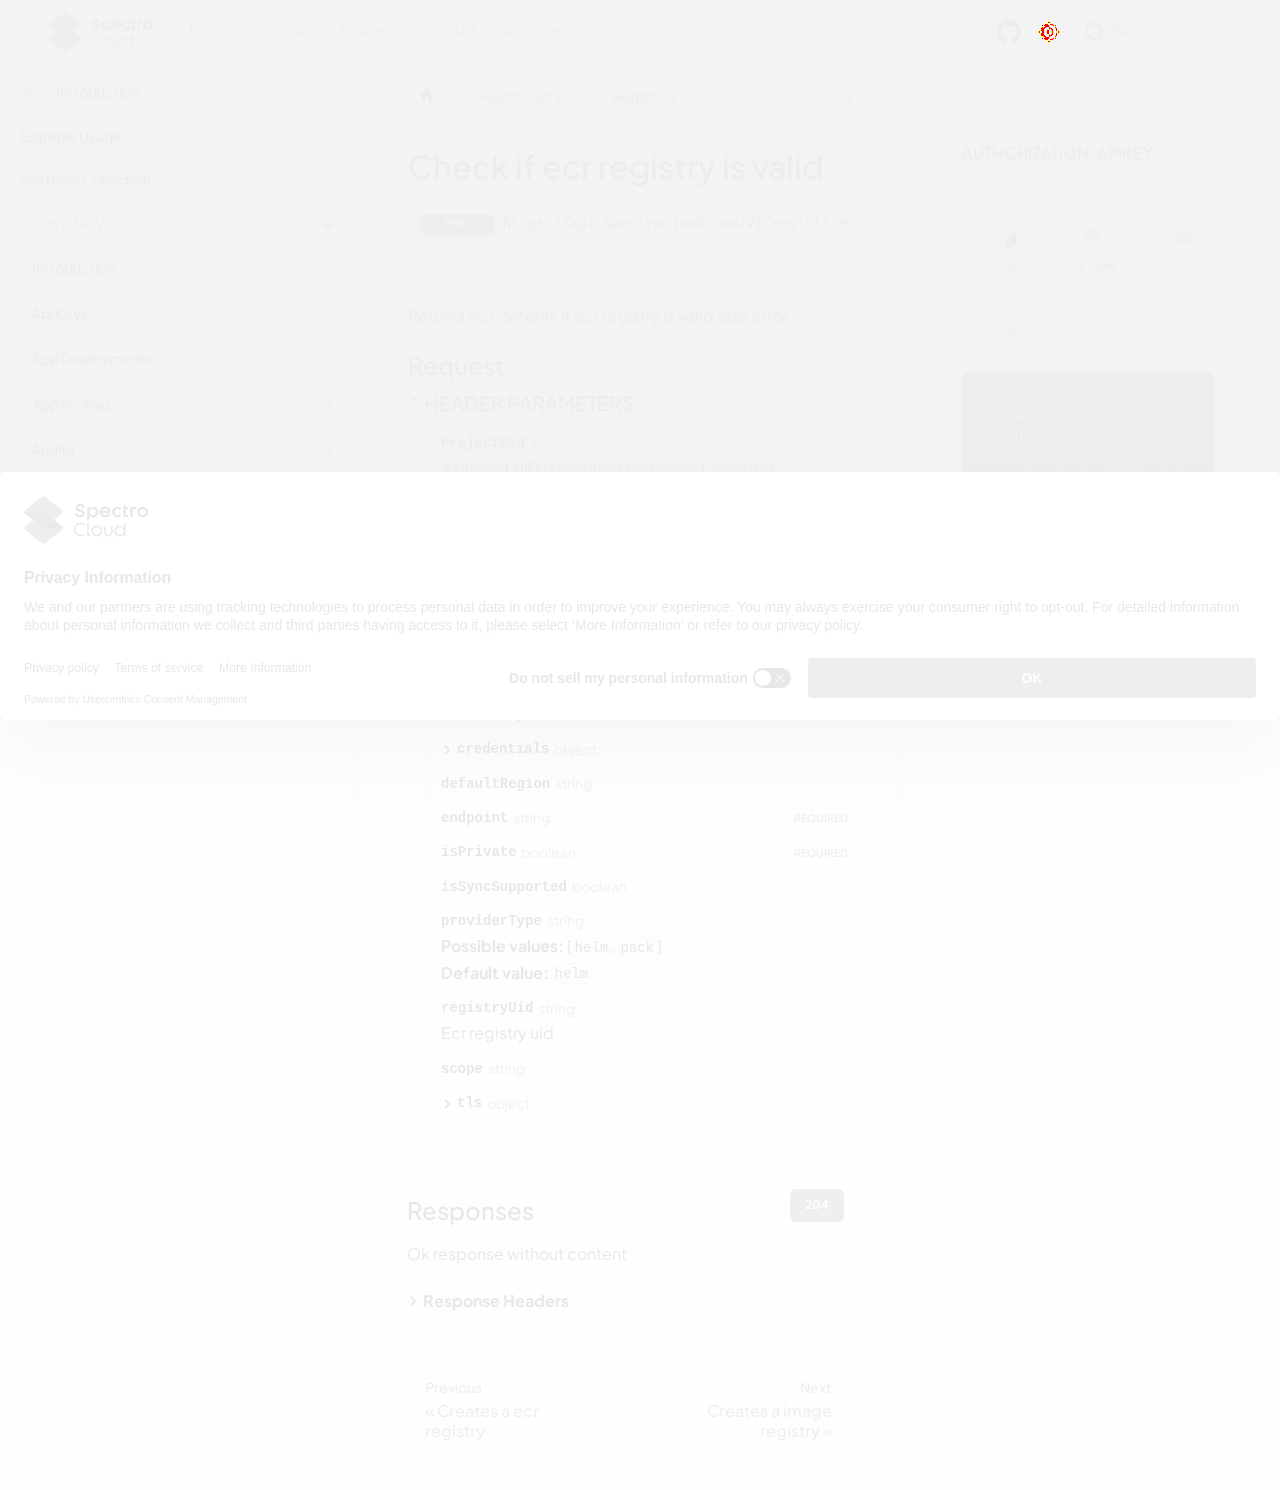 Spectro Cloud
Docs Tutorials Downloads API latest
Search
Introduction
Example Usage
Postman Collection
Palette API V1
Introduction
Api Keys
App Deployments
App Profiles
Audits
Palette API V1
Registries
Check if ecr registry is valid
Check if ecr registry is valid
POST https://api.spectrocloud.com/v1/registrie
Returns no contents if ecr registry is valid else error.
Request
HEADER PARAMETERS
ProjectUid string
A project UID is required for project-scoped
AUTHORIZATION: APIKEY
CURL PYTHON GO
CURL
Spectro Cloud
Privacy Information
We and our partners are using tracking technologies to process personal data in order to improve your experience. You may always exercise your consumer right to opt-out. For detailed information
about personal information we collect and third parties having access to it, please select ‘More Information’ or refer to our privacy policy.
Privacy policy Terms of service More Information
Powered by Usercentrics Consent Management
Do not sell my personal information
OK
credentials object
defaultRegion string
endpoint string REQUIRED
isPrivate boolean REQUIRED
isSyncSupported boolean
providerType string
Possible values: [helm, pack]
Default value: helm
registryUid string
Ecr registry uid
scope string
tls object
Responses
204
Ok response without content
Response Headers
Previous
« Creates a ecr
registry
Next
Creates a image
registry »